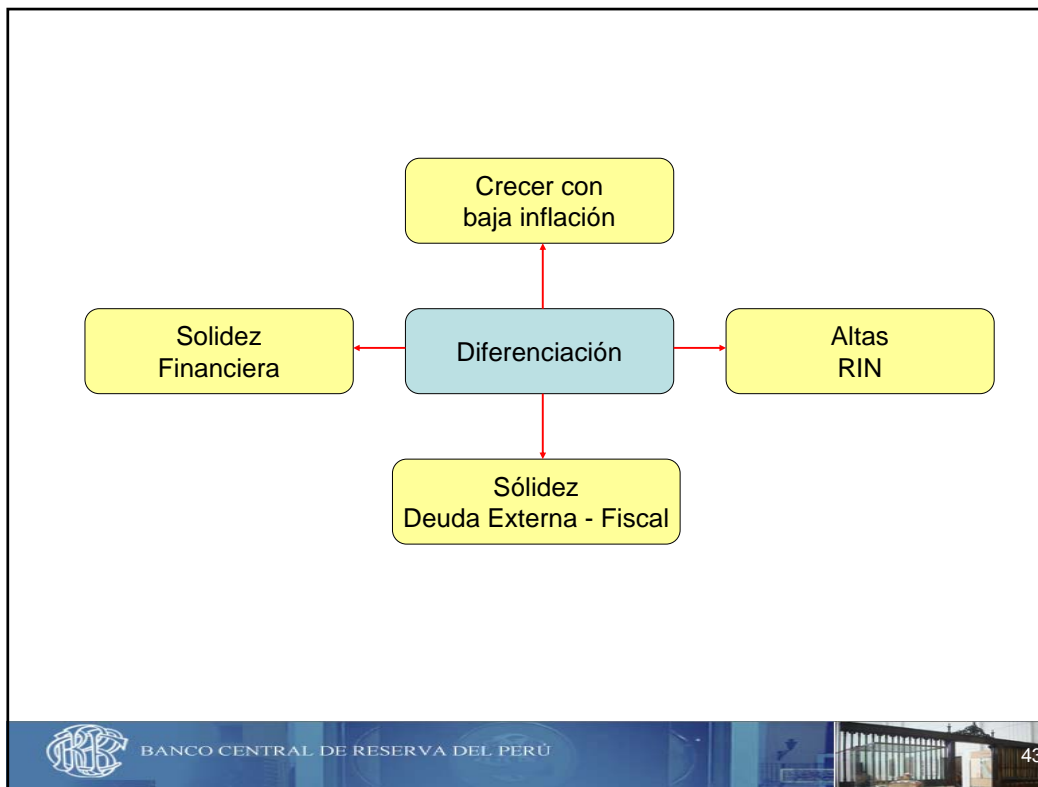 Crecer con
baja inflación
Solidez
Financiera
Diferenciación
Altas
RIN
Sólidez
Deuda Externa - Fiscal
BANCO CENTRAL DE RESERVA DEL PERÚ
43